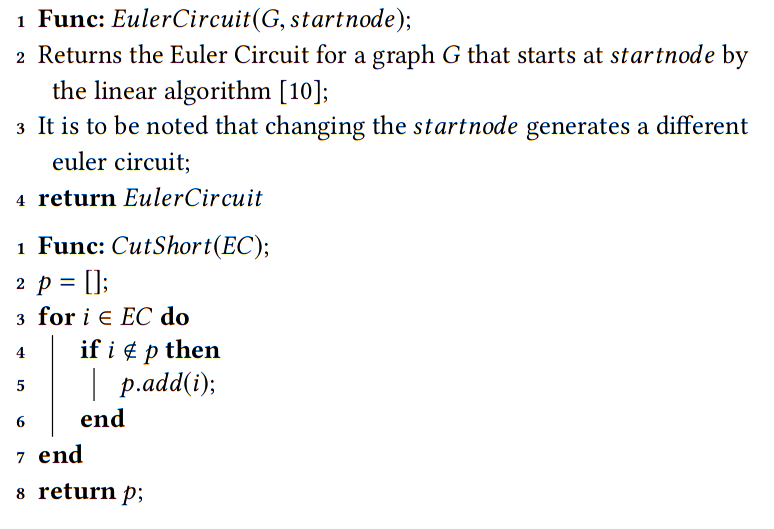 1 Func: EulerCircuit(G, startnode);
2 Returns the Euler Circuit for a graph G that starts at startnode by
the linear algorithm [10];
3 It is to be noted that changing the startnode generates a different
euler circuit;
4 return EulerCircuit
1 Func: CutShort(EC);
2 p = [];
3 for i ∈ EC do
4 if i ∉ p then
5 p.add(i);
6 end
7 end
8 return p;